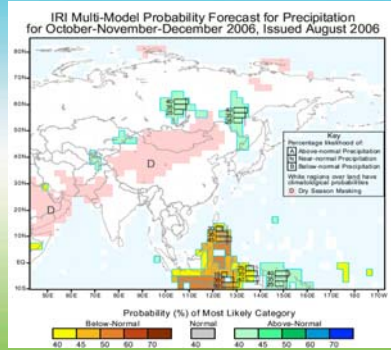 IRI Multi-Model Probability Forecast for Precipitation
for October-November-December 2006, Issued August 2006
80N
70N
60N
50N
40N
30N
20N
10N
EQ
10S
Key
Percentage likelihood of:
A Above-normal Precipitation
N Near-normal Precipitation
B Below-normal Precipitation
White regions over land have
climatological probabilities
D Dry Season Masking
D
D
50E 60E 70E 80E 90E 100E 110E 120E 130E 140E 150E 160E 170E 180 170W
Probability (%) of Most Likely Category
Below-Normal Normal Above-Normal
40 45 50 60 70 40 40 45 50 60 70